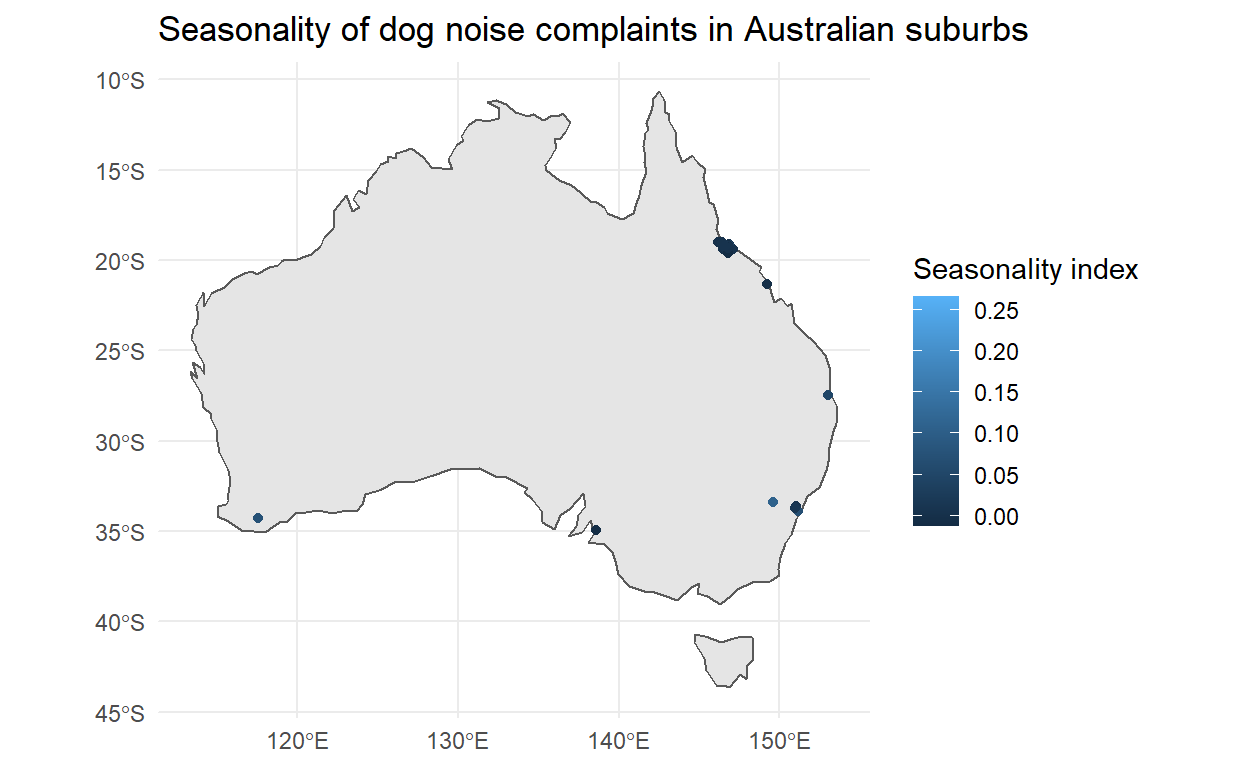 Seasonality of dog noise complaints in Australian suburbs
10°S
15°S
20°S
25°S
30°S
35°S
40°S
45°S
120°E
130°E
140°E
150°E
Seasonality index
0.25
0.20
0.15
0.10
0.05
0.00